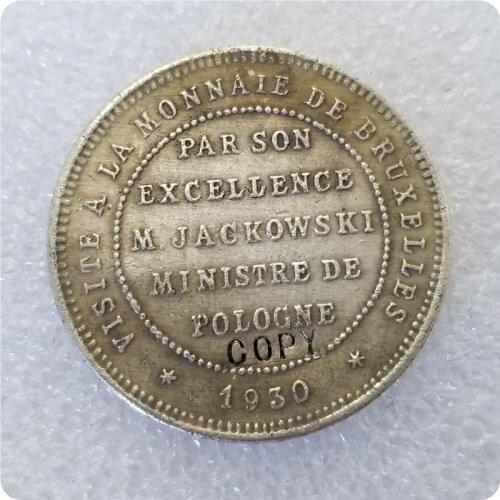 VISITE A LA MONNAIE DE BRUXELLES
PAR SON
EXCELLENCE
M. JACKOWSKI
MINISTRE DE
POLOGNE
COPY
* 1930 *